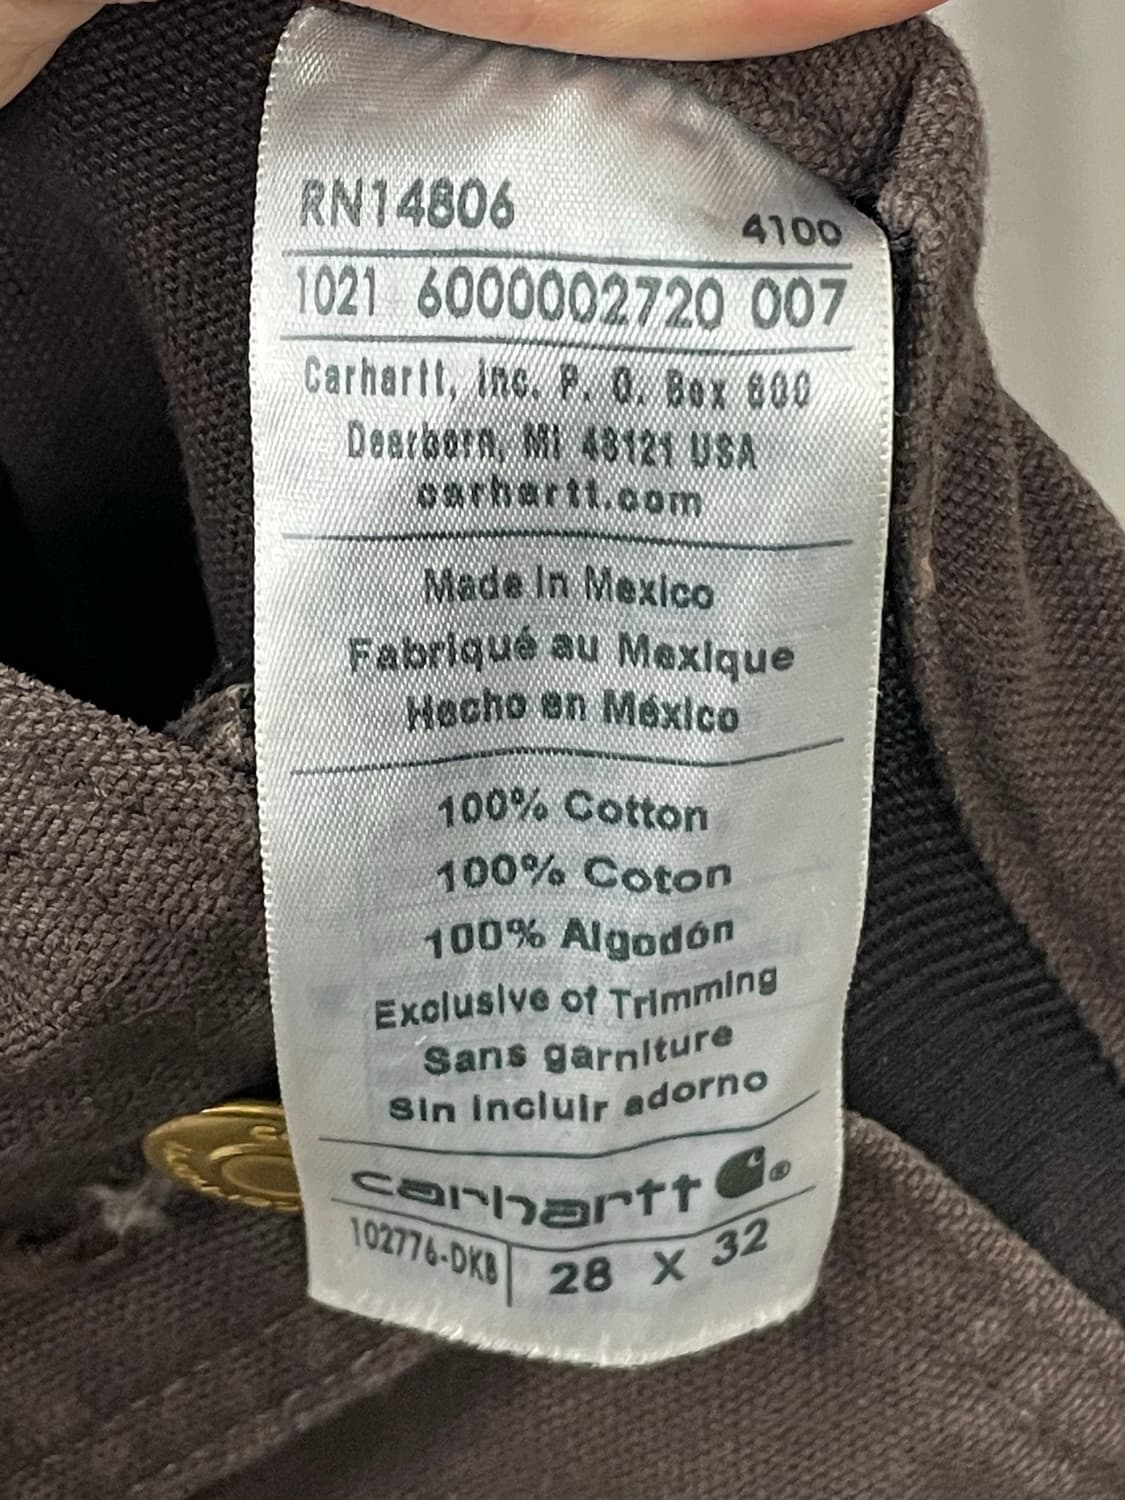 RN14806
4100
1021 6000002720 007
Carhartt, Inc. P. O. Box 600
Dearborn, MI 48121 USA
carhartt.com
Made In Mexico
Fabriqué au Mexique
Hecho en México
100% Cotton
100% Coton
100% Algodón
Exclusive of Trimming
Sans garniture
Sin incluir adorno
carhartt ®
102776-DKB
28 X 32